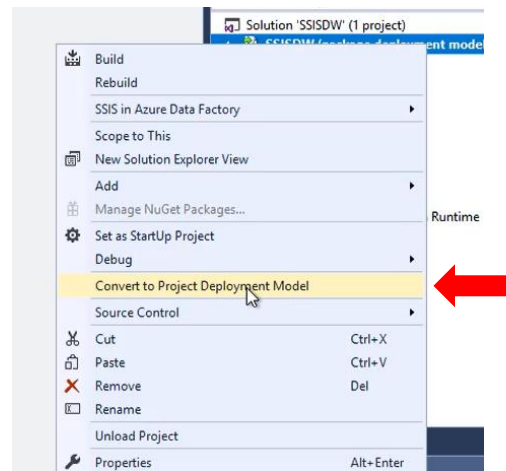 Solution 'SSISDW' (1 project)
SSISDW (package deployment model
Build
Rebuild
SSIS in Azure Data Factory
Scope to This
New Solution Explorer View
Add
Manage NuGet Packages...
Runtime
Set as StartUp Project
Debug
Convert to Project Deployment Model
Source Control
Cut Ctrl+X
Paste Ctrl+V
Remove Del
Rename
Unload Project
Properties Alt+Enter